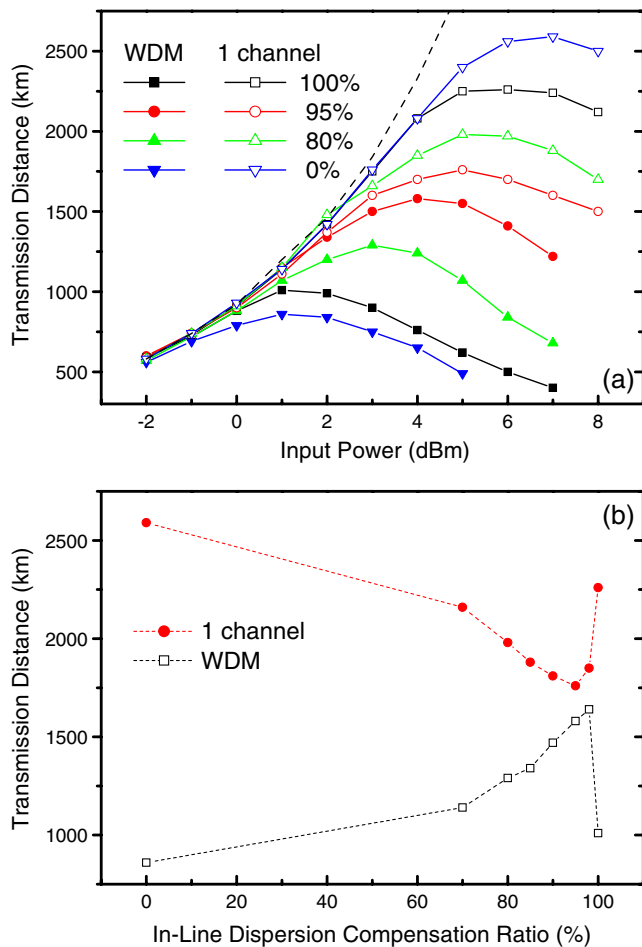 2500
2000
1500
1000
500
Transmission Distance (km)
WDM 1 channel
100%
95%
80%
0%
(a)
-2 0 2 4 6 8
Input Power (dBm)
(b)
2500
2000
1500
1000
Transmission Distance (km)
1 channel
WDM
0 20 40 60 80 100
In-Line Dispersion Compensation Ratio (%)